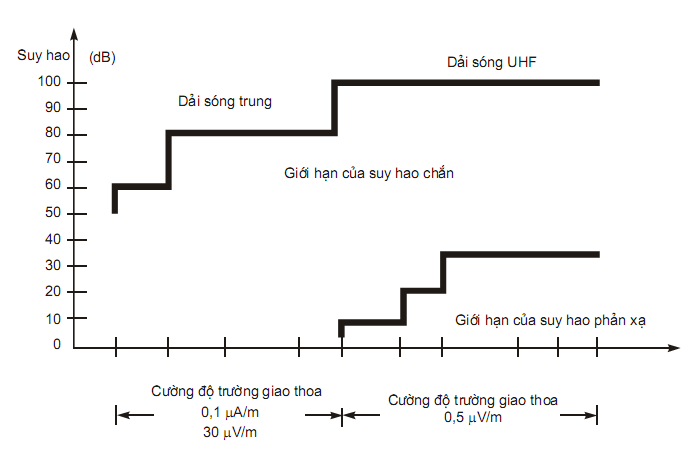 Suy hao (dB)
Dải sóng UHF
100
90
Dải sóng trung
80
70
Giới hạn của suy hao chắn
60
50
40
30
20
10
Giới hạn của suy hao phản xạ
0
Cường độ trường giao thoa
0,1 μA/m
30 μV/m
Cường độ trường giao thoa
0,5 μV/m